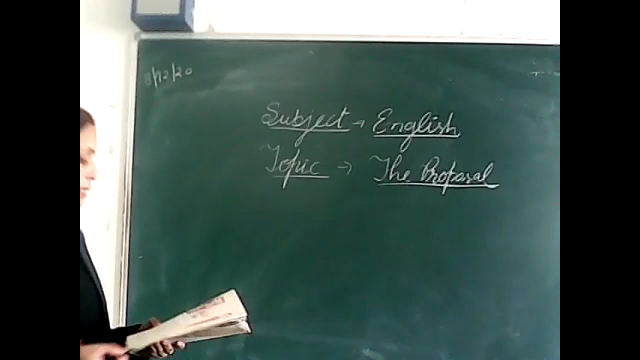 8/12/20
Subject → English
Topic → The Proposal